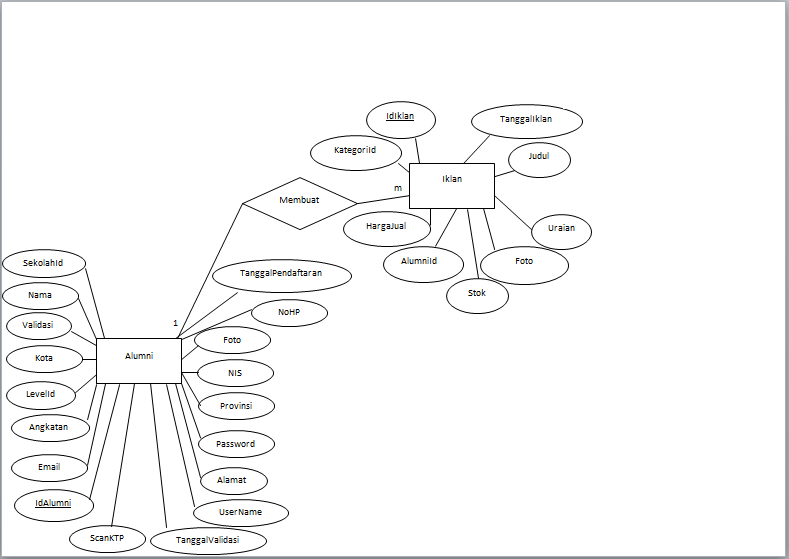 IdIklan
TanggalIklan
KategoriId
Judul
Iklan
m
Membuat
HargaJual
Uraian
AlumniId
Foto
SekolahId
TanggalPendaftaran
Stok
Nama
NoHP
Validasi
1
Foto
Kota
Alumni
NIS
LevelId
Provinsi
Angkatan
Password
Email
Alamat
IdAlumni
UserName
ScanKTP
TanggalValidasi